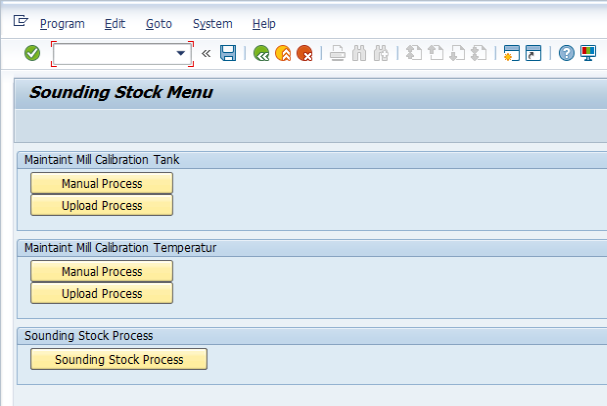 Program Edit Goto System Help
Sounding Stock Menu
Maintaint Mill Calibration Tank
Manual Process
Upload Process
Maintaint Mill Calibration Temperatur
Manual Process
Upload Process
Sounding Stock Process
Sounding Stock Process